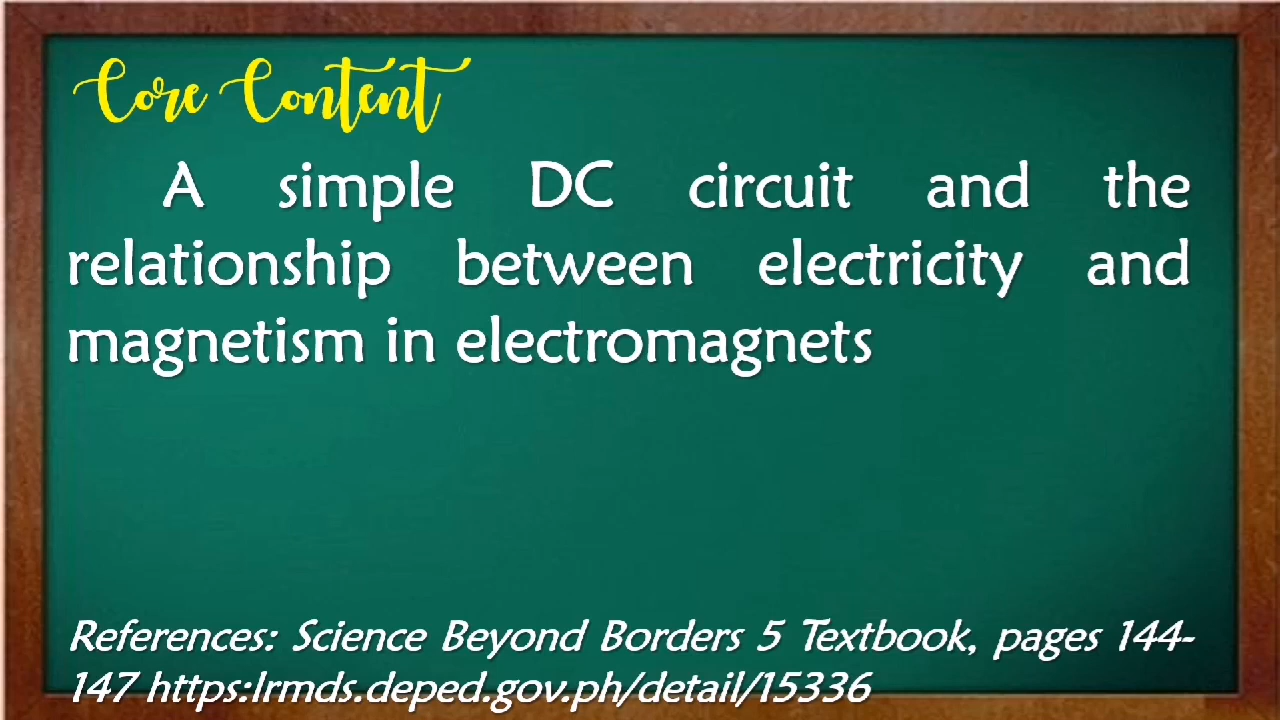 Core Content
A simple DC circuit and the
relationship between electricity and
magnetism in electromagnets
References: Science Beyond Borders 5 Textbook, pages 144-
147 https:lrmds.deped.gov.ph/detail/15336